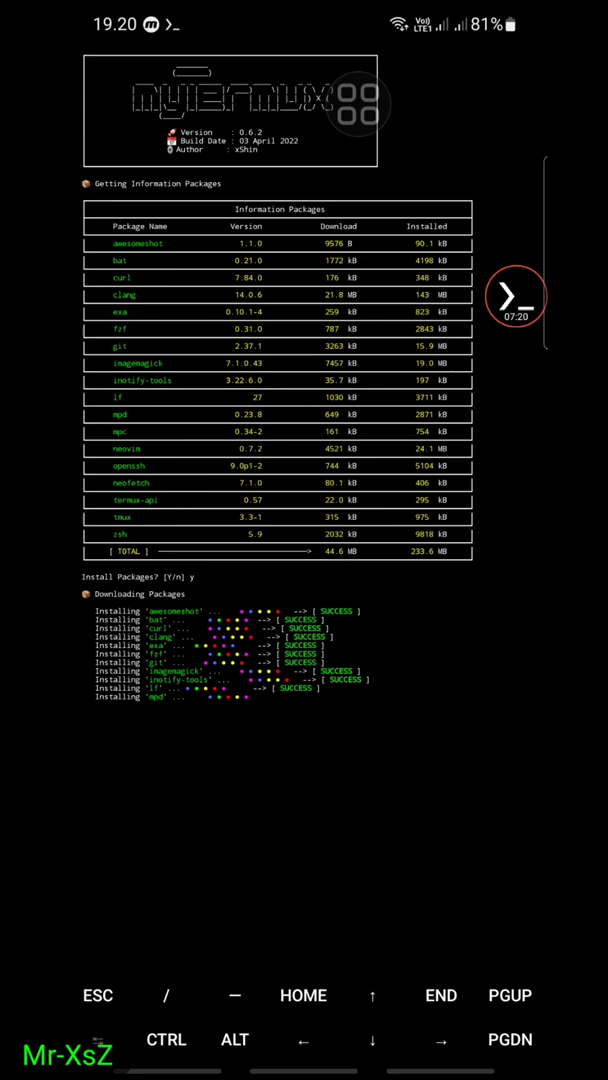 19.20 >_ Vo)) LTE1 81%
myTermux
Version : 0.6.2
Build Date : 03 April 2022
Author : xShin
Getting Information Packages
Information Packages
Package Name Version Download Installed
awesomeshot 1.1.0 9576 B 90.1 kB
bat 0.21.0 1772 kB 4198 kB
curl 7.84.0 176 kB 348 kB
clang 14.0.6 21.8 MB 143 MB
exa 0.10.1-4 259 kB 823 kB
fzf 0.31.0 787 kB 2843 kB
git 2.37.1 3263 kB 15.9 MB
imagemagick 7.1.0.43 7457 kB 19.0 MB
inotify-tools 3.22.6.0 35.7 kB 197 kB
lf 27 1030 kB 3711 kB
mpd 0.23.8 649 kB 2871 kB
mpc 0.34-2 161 kB 754 kB
neovim 0.7.2 4521 kB 24.1 MB
openssh 9.0p1-2 744 kB 5104 kB
neofetch 7.1.0 80.1 kB 406 kB
termux-api 0.57 22.0 kB 295 kB
tmux 3.3-1 315 kB 975 kB
zsh 5.9 2032 kB 9818 kB
[ TOTAL ] ────────────> 44.6 MB 233.6 MB
>_
07:20
Install Packages? [Y/n] y
Downloading Packages
Installing 'awesomeshot' ... --> [ SUCCESS ]
Installing 'bat' ... --> [ SUCCESS ]
Installing 'curl' ... --> [ SUCCESS ]
Installing 'clang' ... --> [ SUCCESS ]
Installing 'exa' ... --> [ SUCCESS ]
Installing 'fzf' ... --> [ SUCCESS ]
Installing 'git' ... --> [ SUCCESS ]
Installing 'imagemagick' ... --> [ SUCCESS ]
Installing 'inotify-tools' ... --> [ SUCCESS ]
Installing 'lf' ... --> [ SUCCESS ]
Installing 'mpd' ...
ESC / — HOME ↑ END PGUP
CTRL ALT ← ↓ → PGDN
Mr-XsZ